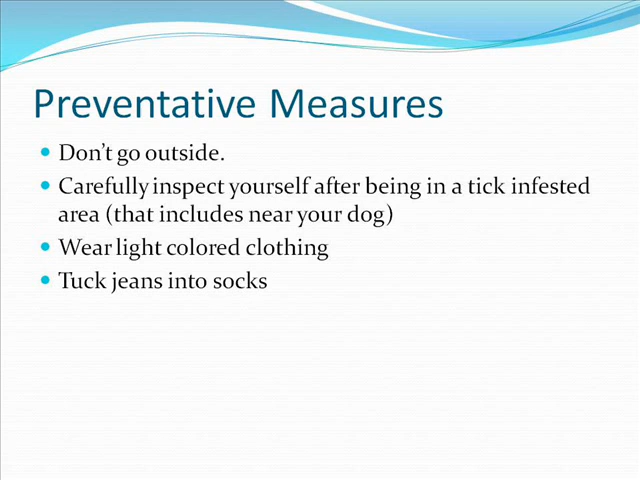 Preventative Measures
Don’t go outside.
Carefully inspect yourself after being in a tick infested
area (that includes near your dog)
Wear light colored clothing
Tuck jeans into socks